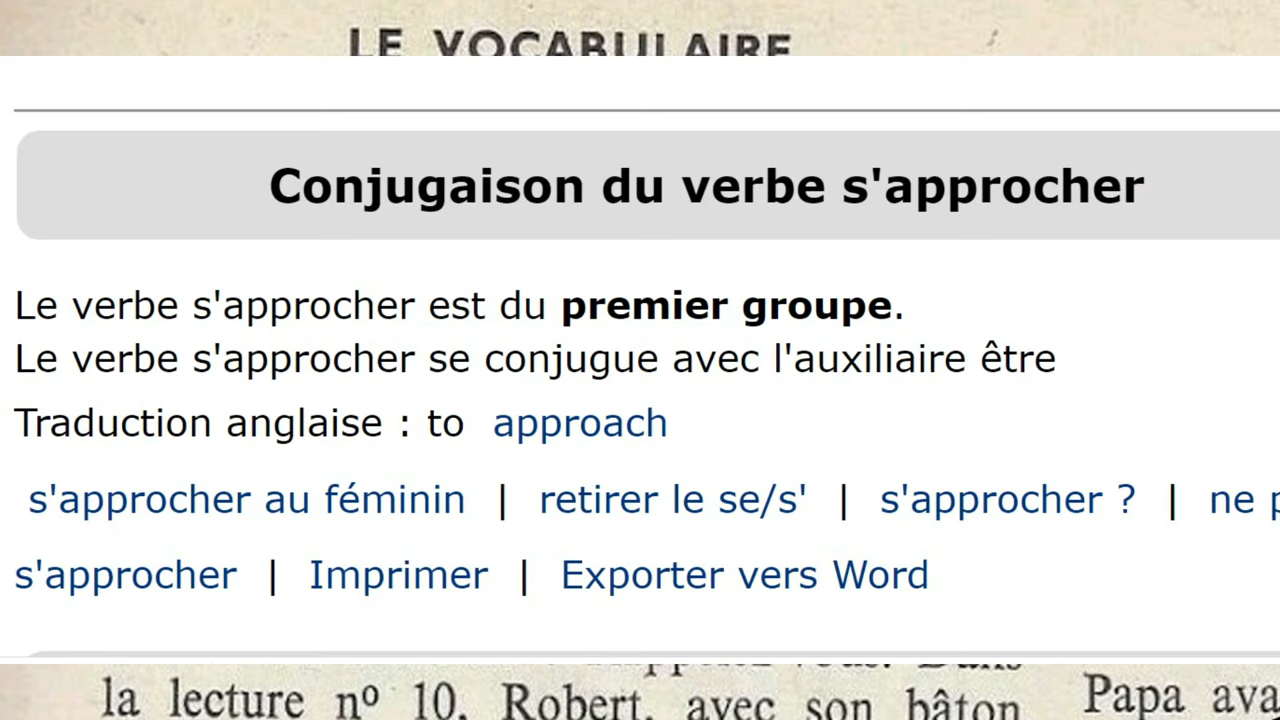 LE VOCABULAIRE
Conjugaison du verbe s'approcher
Le verbe s'approcher est du premier groupe.
Le verbe s'approcher se conjugue avec l'auxiliaire être
Traduction anglaise : to approach
s'approcher au féminin | retirer le se/s' | s'approcher ? | ne
s'approcher | Imprimer | Exporter vers Word
la lecture nº 10, Robert, avec son bâton
Papa